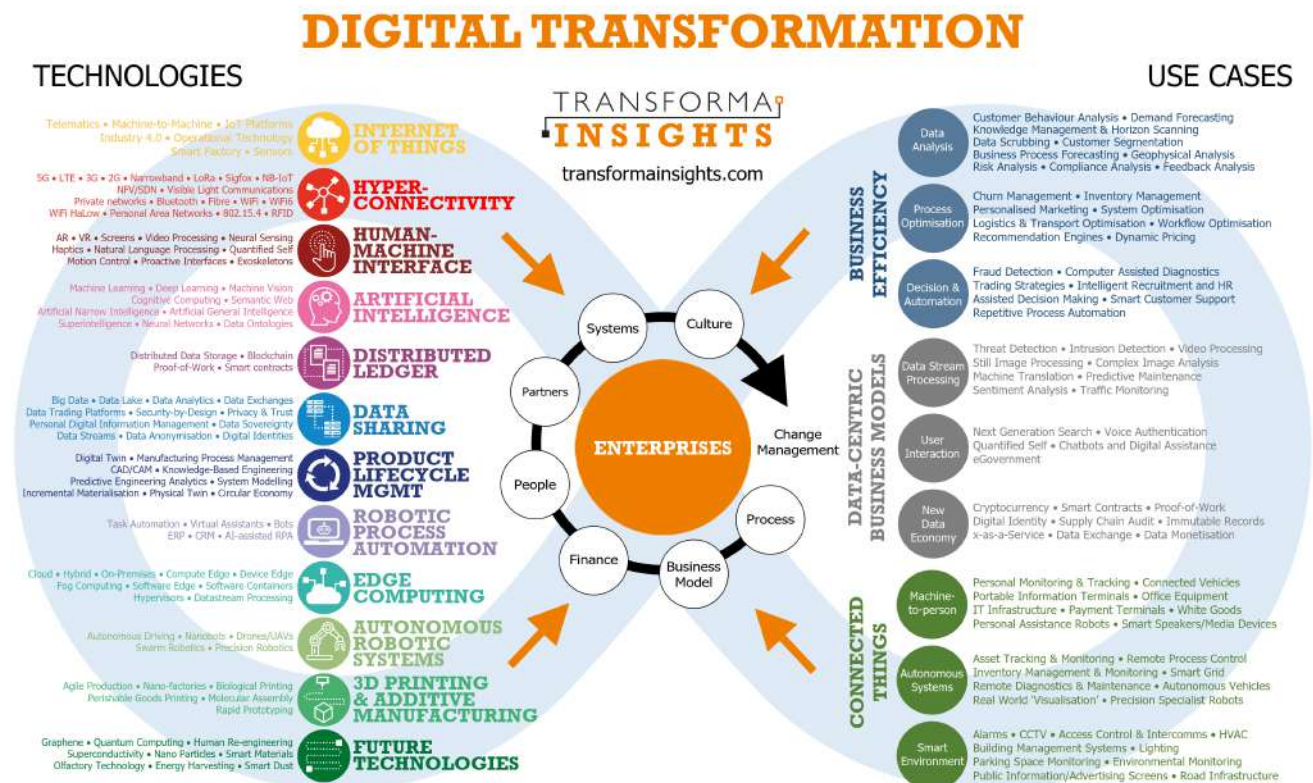 DIGITAL TRANSFORMATION
TECHNOLOGIES
USE CASES
TRANSFORMA
INSIGHTS
transformainsights.com
Telematics • Machine-to-Machine • IoT Platforms
Industry 4.0 • Operational Technology
Smart Factory • Sensors
INTERNET
OF THINGS
5G • LTE • 3G • 2G • Narrowband • LoRa • Sigfox • NB-IoT
NFV/SDN • Visible Light Communications
Private networks • Bluetooth • Fibre • WiFi • WiFi6
WiFi HaLow • Personal Area Networks • 802.15.4 • RFID
HYPER-
CONNECTIVITY
AR • VR • Screens • Video Processing • Neural Sensing
Haptics • Natural Language Processing • Quantified Self
Motion Control • Proactive Interfaces • Exoskeletons
HUMAN-
MACHINE
INTERFACE
Machine Learning • Deep Learning • Machine Vision
Cognitive Computing • Semantic Web
Artificial Narrow Intelligence • Artificial General Intelligence
Superintelligence • Neural Networks • Data Ontologies
ARTIFICIAL
INTELLIGENCE
Distributed Data Storage • Blockchain
Proof-of-Work • Smart contracts
DISTRIBUTED
LEDGER
Big Data • Data Lake • Data Analytics • Data Exchanges
Data Trading Platforms • Security-by-Design • Privacy & Trust
Personal Digital Information Management • Data Sovereignty
Data Streams • Data Anonymisation • Digital Identities
DATA
SHARING
Digital Twin • Manufacturing Process Management
CAD/CAM • Knowledge-Based Engineering
Predictive Engineering Analytics • System Modelling
Incremental Materialisation • Physical Twin • Circular Economy
PRODUCT
LIFECYCLE
MGMT
Task Automation • Virtual Assistants • Bots
ERP • CRM • AI-assisted RPA
ROBOTIC
PROCESS
AUTOMATION
Cloud • Hybrid • On-Premises • Compute Edge • Device Edge
Fog Computing • Software Edge • Software Containers
Hypervisors • Datastream Processing
EDGE
COMPUTING
Autonomous Driving • Nanobots • Drones/UAVs
Swarm Robotics • Precision Robotics
AUTONOMOUS
ROBOTIC
SYSTEMS
Agile Production • Nano-factories • Biological Printing
Perishable Goods Printing • Molecular Assembly
Rapid Prototyping
3D PRINTING
& ADDITIVE
MANUFACTURING
Graphene • Quantum Computing • Human Re-engineering
Superconductivity • Nano Particles • Smart Materials
Olfactory Technology • Energy Harvesting • Smart Dust
FUTURE
TECHNOLOGIES
Systems
Culture
Partners
ENTERPRISES
Change
Management
People
Process
Finance
Business
Model
BUSINESS
EFFICIENCY
Data
Analysis
Customer Behaviour Analysis • Demand Forecasting
Knowledge Management & Horizon Scanning
Data Scrubbing • Customer Segmentation
Business Process Forecasting • Geophysical Analysis
Risk Analysis • Compliance Analysis • Feedback Analysis
Process
Optimisation
Churn Management • Inventory Management
Personalised Marketing • System Optimisation
Logistics & Transport Optimisation • Workflow Optimisation
Recommendation Engines • Dynamic Pricing
Decision &
Automation
Fraud Detection • Computer Assisted Diagnostics
Trading Strategies • Intelligent Recruitment and HR
Assisted Decision Making • Smart Customer Support
Repetitive Process Automation
DATA-CENTRIC
BUSINESS MODELS
Data Stream
Processing
Threat Detection • Intrusion Detection • Video Processing
Still Image Processing • Complex Image Analysis
Machine Translation • Predictive Maintenance
Sentiment Analysis • Traffic Monitoring
User
Interaction
Next Generation Search • Voice Authentication
Quantified Self • Chatbots and Digital Assistance
eGovernment
New
Data
Economy
Cryptocurrency • Smart Contracts • Proof-of-Work
Digital Identity • Supply Chain Audit • Immutable Records
x-as-a-Service • Data Exchange • Data Monetisation
CONNECTED
THINGS
Machine-
to-person
Personal Monitoring & Tracking • Connected Vehicles
Portable Information Terminals • Office Equipment
IT Infrastructure • Payment Terminals • White Goods
Personal Assistance Robots • Smart Speakers/Media Devices
Autonomous
Systems
Asset Tracking & Monitoring • Remote Process Control
Inventory Management & Monitoring • Smart Grid
Remote Diagnostics & Maintenance • Autonomous Vehicles
Real World 'Visualisation' • Precision Specialist Robots
Smart
Environment
Alarms • CCTV • Access Control & Intercomms • HVAC
Building Management Systems • Lighting
Parking Space Monitoring • Environmental Monitoring
Public Information/Advertising Screens • Road Infrastructure